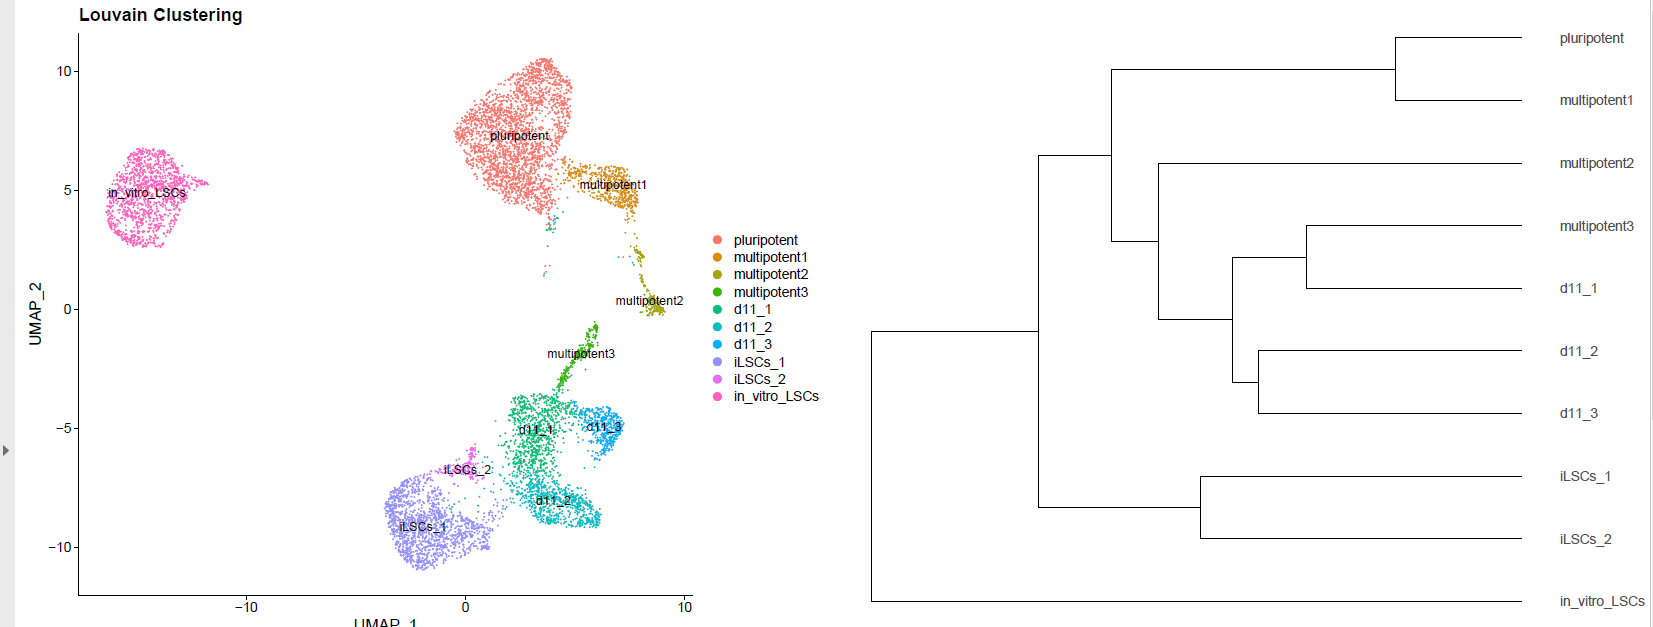 Louvain Clustering
10
5
0
−5
−10
UMAP_2
−10
0
10
UMAP_1
pluripotent
multipotent1
in_vitro_LSCs
multipotent2
multipotent3
d11_1
d11_3
iLSCs_2
d11_2
iLSCs_1
pluripotent
multipotent1
multipotent2
multipotent3
d11_1
d11_2
d11_3
iLSCs_1
iLSCs_2
in_vitro_LSCs
pluripotent
multipotent1
multipotent2
multipotent3
d11_1
d11_2
d11_3
iLSCs_1
iLSCs_2
in_vitro_LSCs